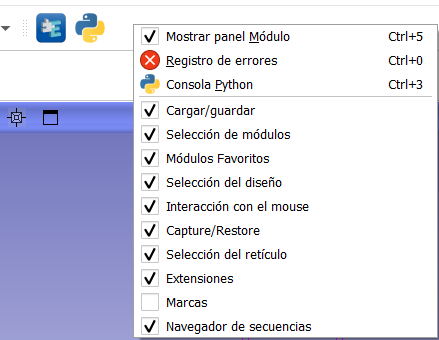 Mostrar panel Módulo Ctrl+5
Registro de errores Ctrl+0
Consola Python Ctrl+3
Cargar/guardar
Selección de módulos
Módulos Favoritos
Selección del diseño
Interacción con el mouse
Capture/Restore
Selección del retículo
Extensiones
Marcas
Navegador de secuencias